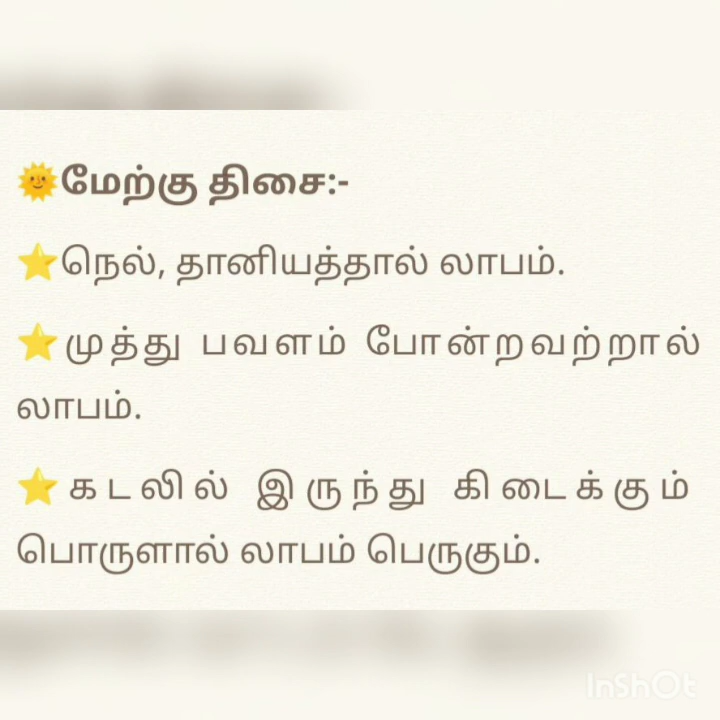 🌞மேற்கு திசை:-
⭐நெல், தானியத்தால் லாபம்.
⭐முத்து பவளம் போன்றவற்றால்
லாபம்.
⭐கடலில் இருந்து கிடைக்கும்
பொருளால் லாபம் பெருகும்.
InShOt